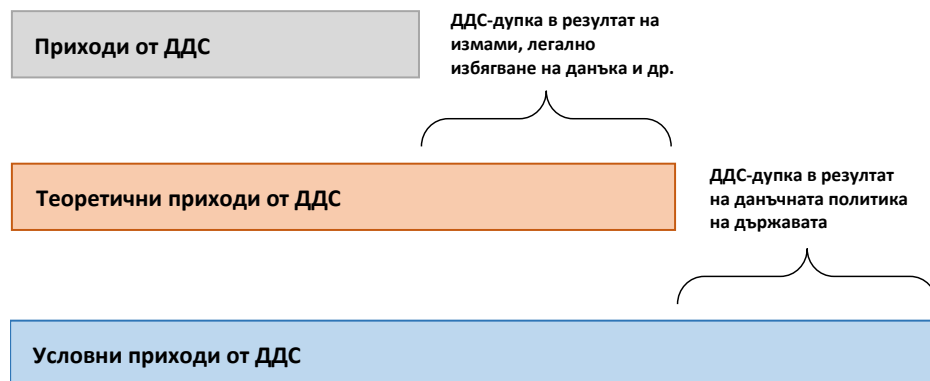 Приходи от ДДС
ДДС-дупка в резултат на
измами, легално
избягване на данъка и др.
Теоретични приходи от ДДС
ДДС-дупка в резултат
на данъчната политика
на държавата
Условни приходи от ДДС